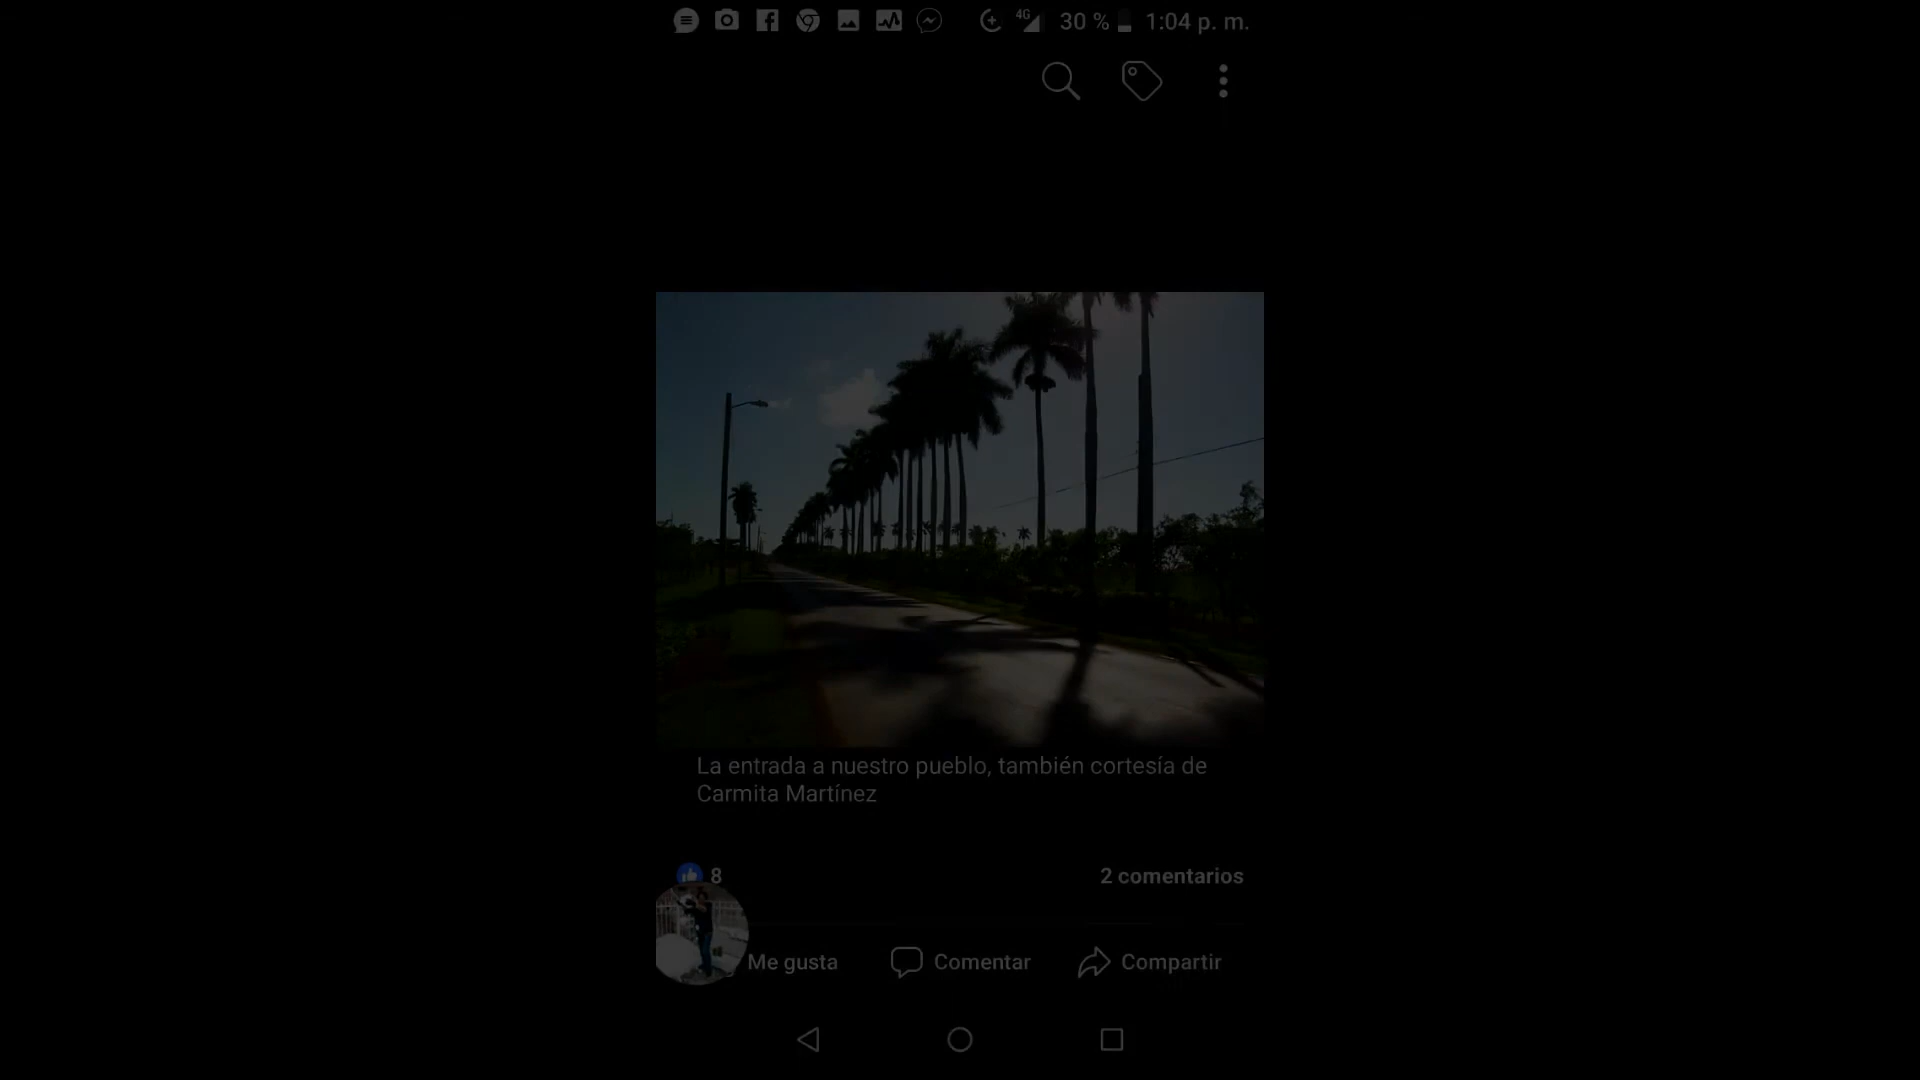 4G 30 % 1:04 p. m.
La entrada a nuestro pueblo, también cortesía de
Carmita Martínez
8 2 comentarios
Me gusta Comentar Compartir